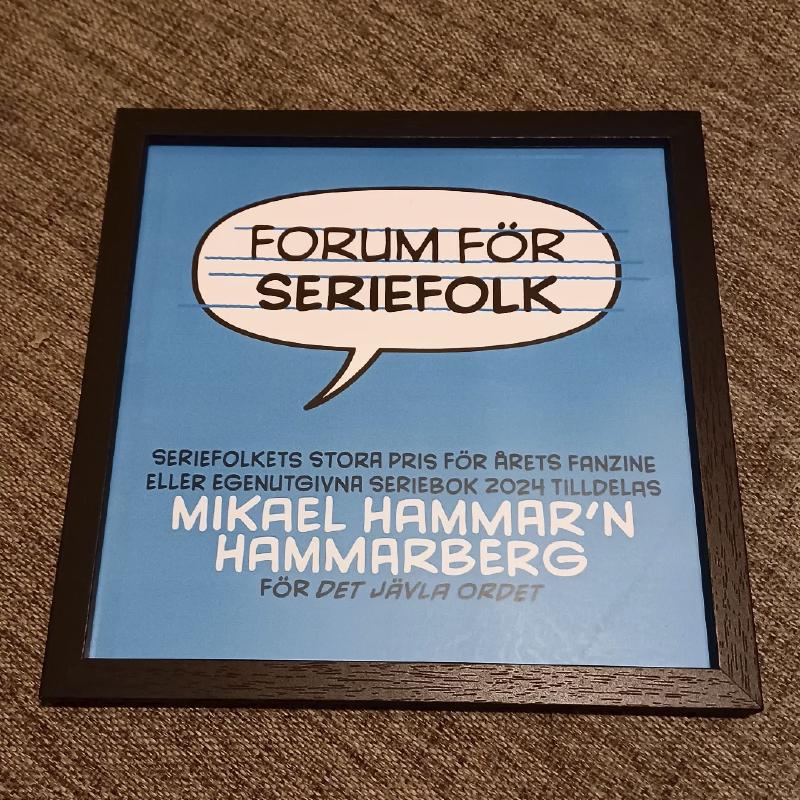 FORUM FÖR
SERIEFOLK
SERIEFOLKETS STORA PRIS FÖR ÅRETS FANZINE
ELLER EGENUTGIVNA SERIEBOK 2024 TILLDELAS
MIKAEL HAMMAR'N
HAMMARBERG
FÖR DET JÄVLA ORDET